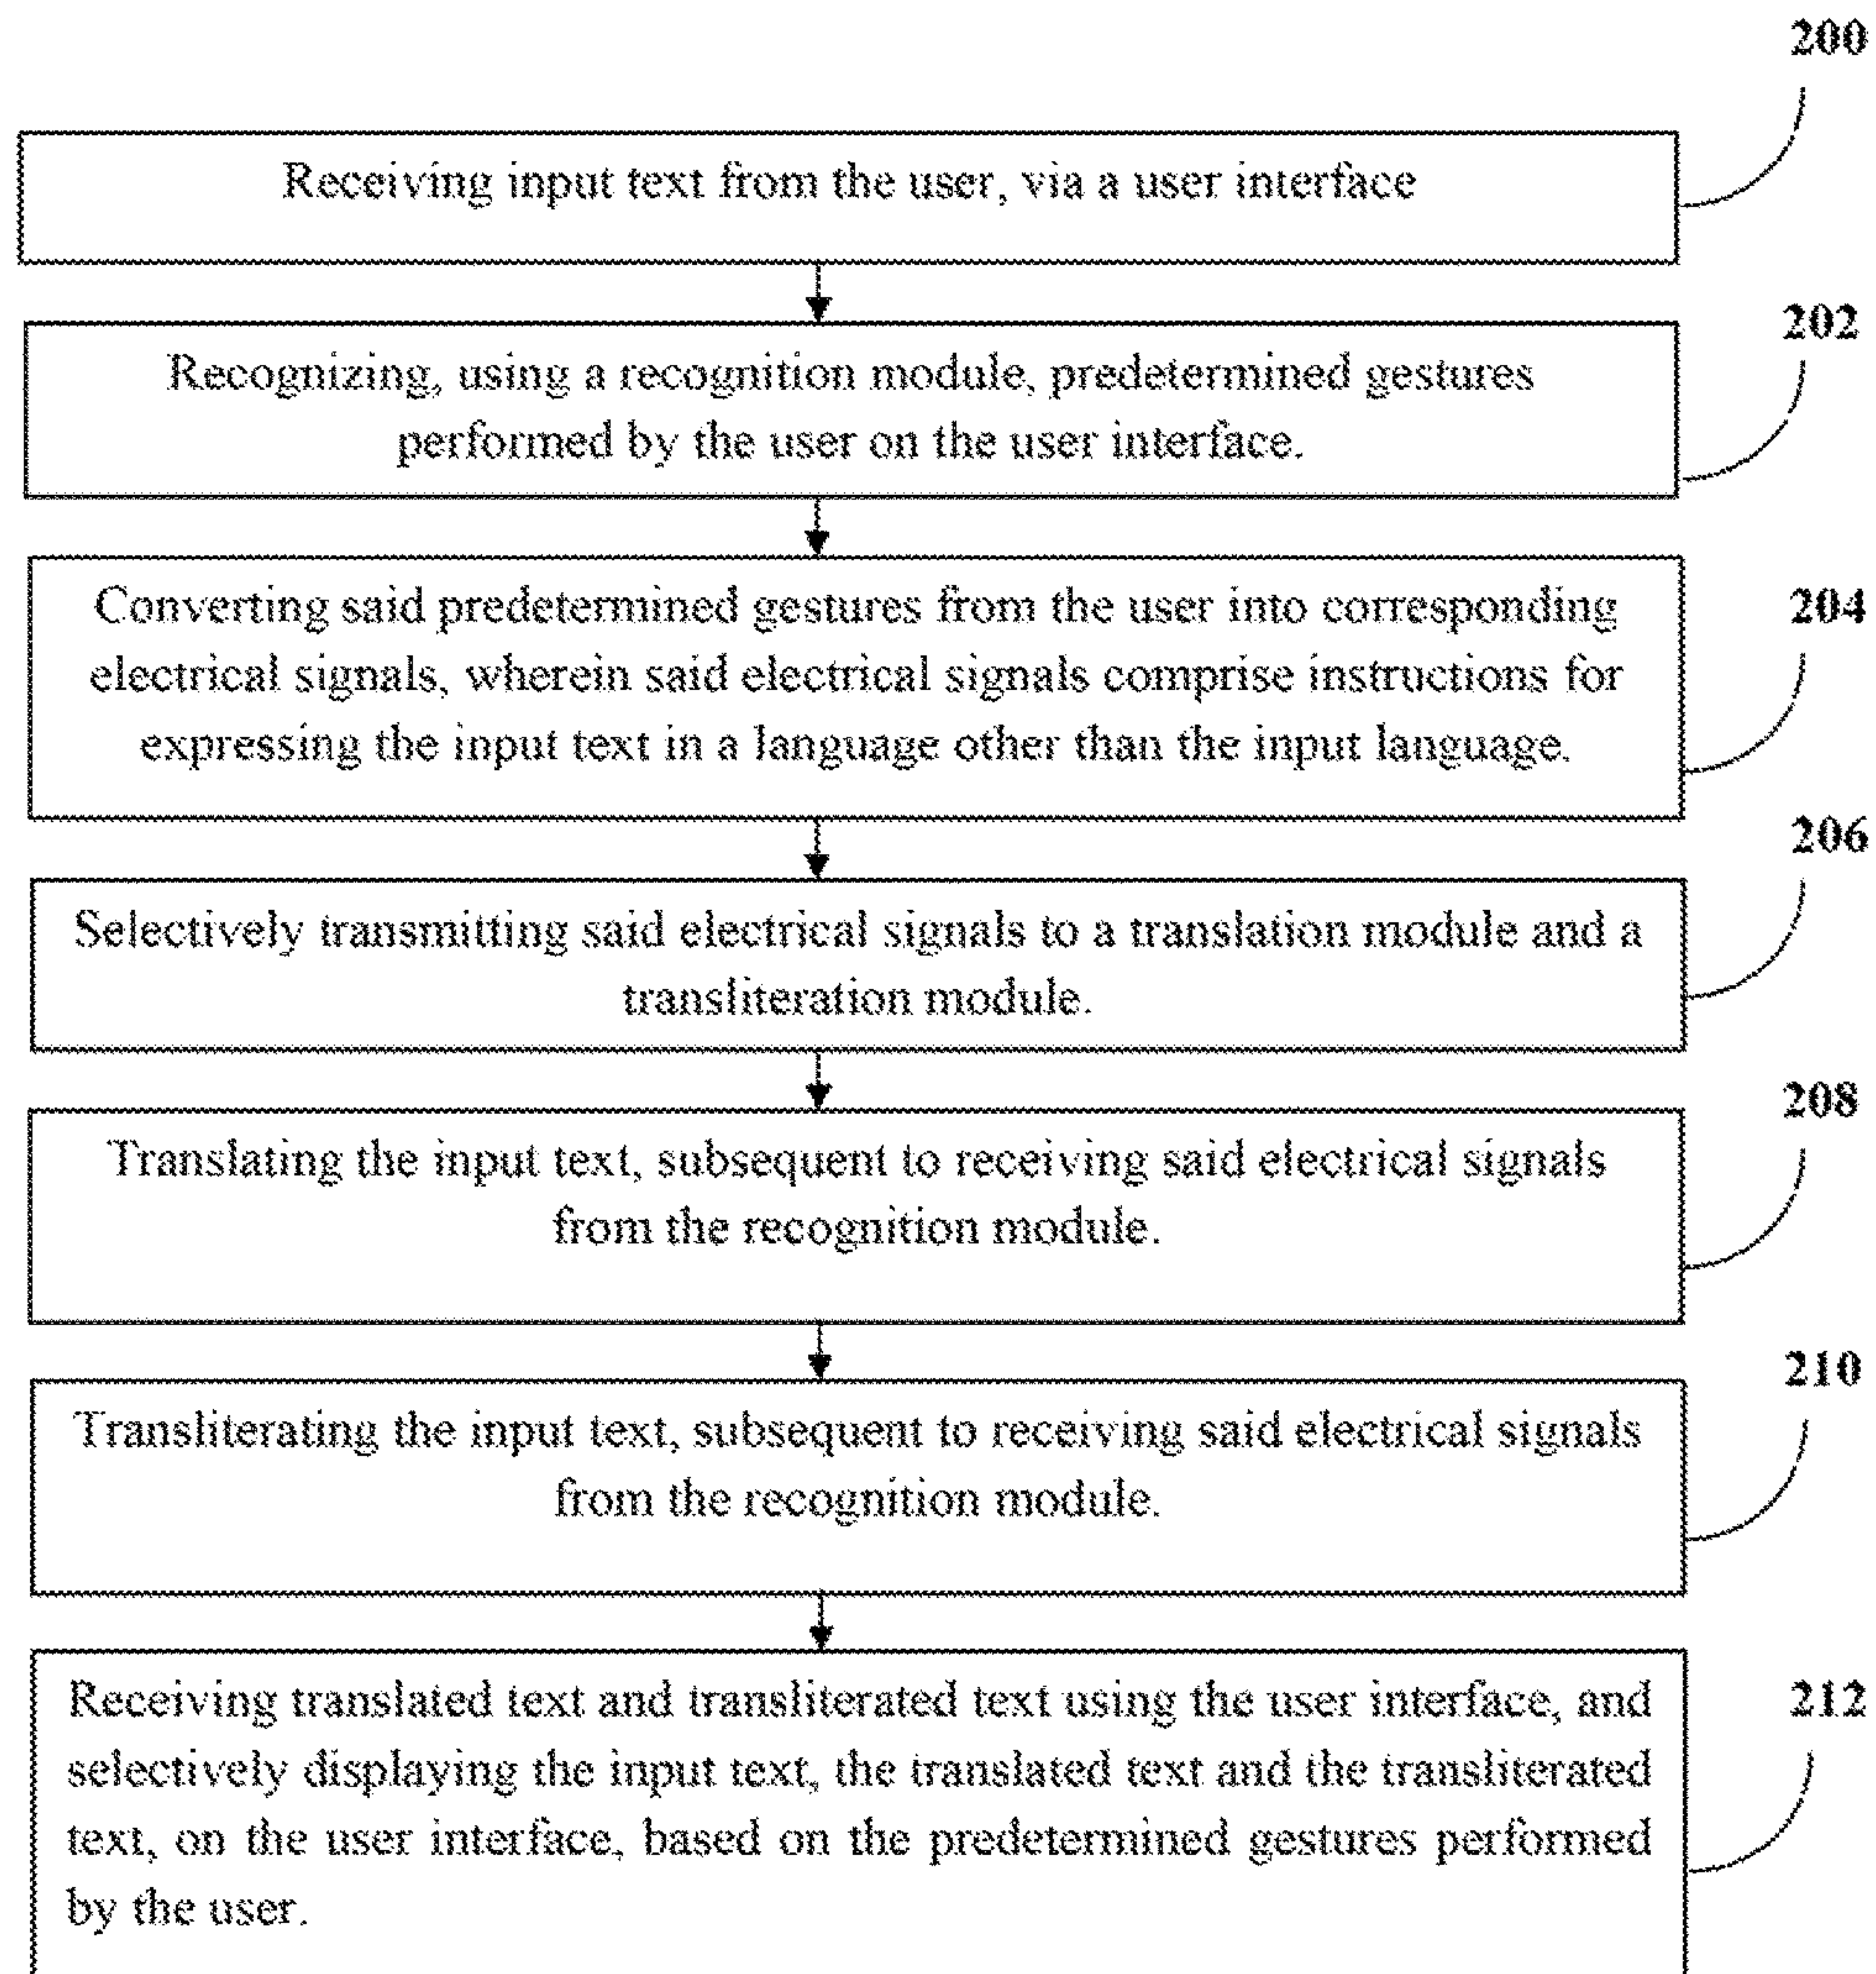 200
Receiving input text from the user, via a user interface
202
Recognizing, using a recognition module, predetermined gestures
performed by the user on the user interface.
204
Converting said predetermined gestures from the user into corresponding
electrical signals, wherein said electrical signals comprise instructions for
expressing the input text in a language other than the input language.
206
Selectively transmitting said electrical signals to a translation module and a
transliteration module.
208
Translating the input text, subsequent to receiving said electrical signals
from the recognition module.
210
Transliterating the input text, subsequent to receiving said electrical signals
from the recognition module.
212
Receiving translated text and transliterated text using the user interface, and
selectively displaying the input text, the translated text and the transliterated
text, on the user interface, based on the predetermined gestures performed
by the user.